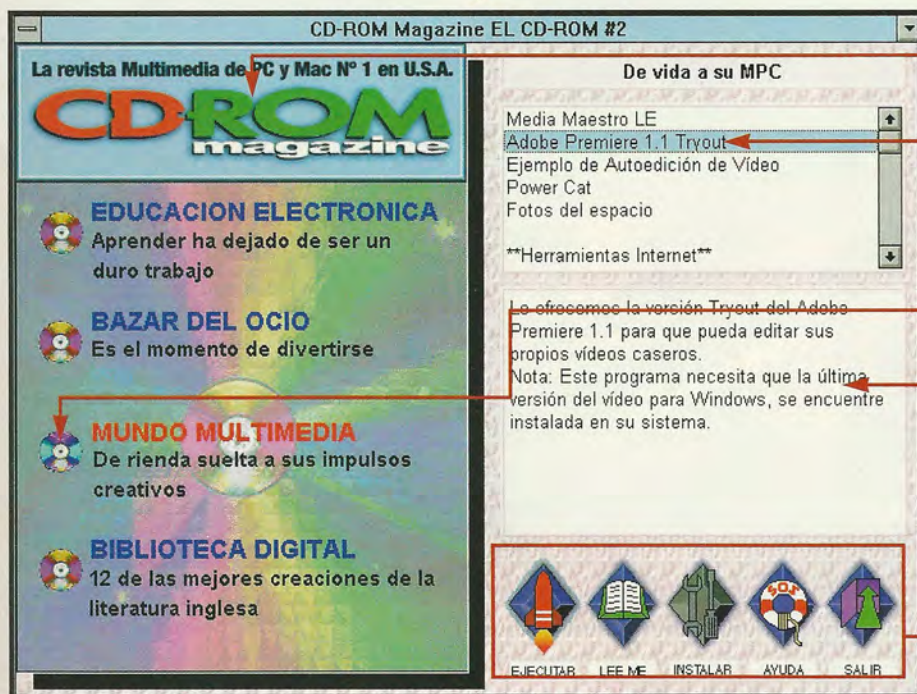 CD-ROM Magazine EL CD-ROM #2
La revista Multimedia de PC y Mac Nº 1 en U.S.A.
CD-ROM
magazine
EDUCACION ELECTRONICA
Aprender ha dejado de ser un
duro trabajo
BAZAR DEL OCIO
Es el momento de divertirse
MUNDO MULTIMEDIA
De rienda suelta a sus impulsos
creativos
BIBLIOTECA DIGITAL
12 de las mejores creaciones de la
literatura inglesa
De vida a su MPC
Media Maestro LE
Adobe Premiere 1.1 Tryout
Ejemplo de Autoedición de Vídeo
Power Cat
Fotos del espacio
**Herramientas Internet**
Le ofrecemos la versión Tryout del Adobe
Premiere 1.1 para que pueda editar sus
propios vídeos caseros.
Nota: Este programa necesita que la última
versión del vídeo para Windows, se encuentre
instalada en su sistema.
SOS
EJECUTAR LEE ME INSTALAR AYUDA SALIR